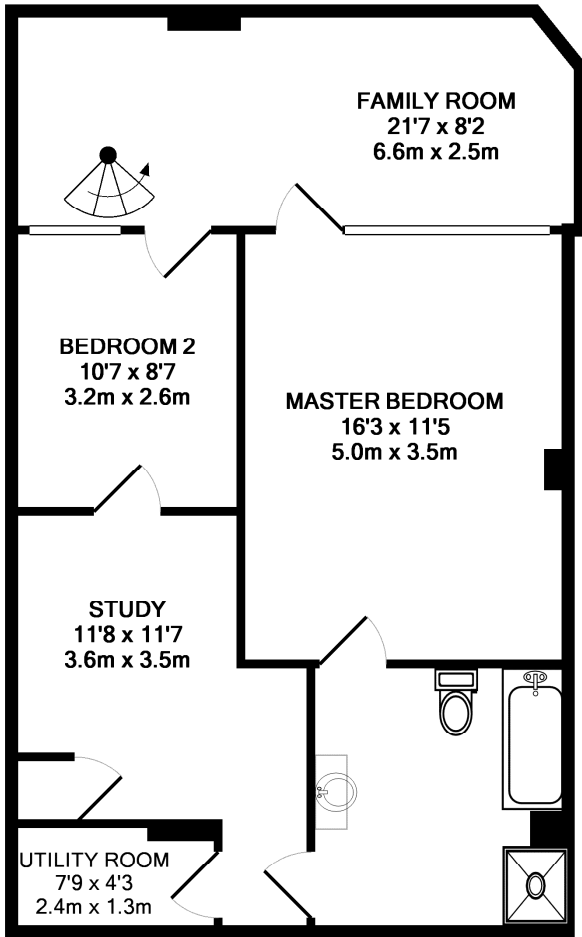 FAMILY ROOM
21'7 x 8'2
6.6m x 2.5m
BEDROOM 2
10'7 x 8'7
3.2m x 2.6m
MASTER BEDROOM
16'3 x 11'5
5.0m x 3.5m
STUDY
11'8 x 11'7
3.6m x 3.5m
UTILITY ROOM
7'9 x 4'3
2.4m x 1.3m